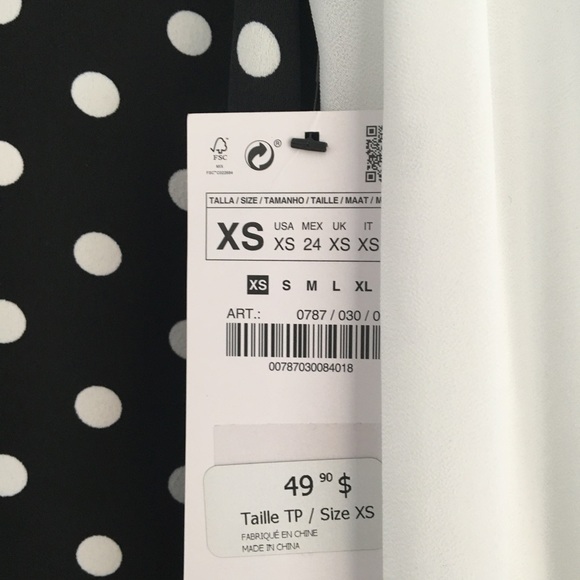 FSC
®
TALLA / SIZE / TAMANHO / TAILLE / MAAT /
XS USA MEX UK IT
XS 24 XS XS
XS S M L XL
ART.: 0787 / 030 / 0
00787030084018
49 90 $
Taille TP / Size XS
FABRIQUÉ EN CHINE
MADE IN CHINA